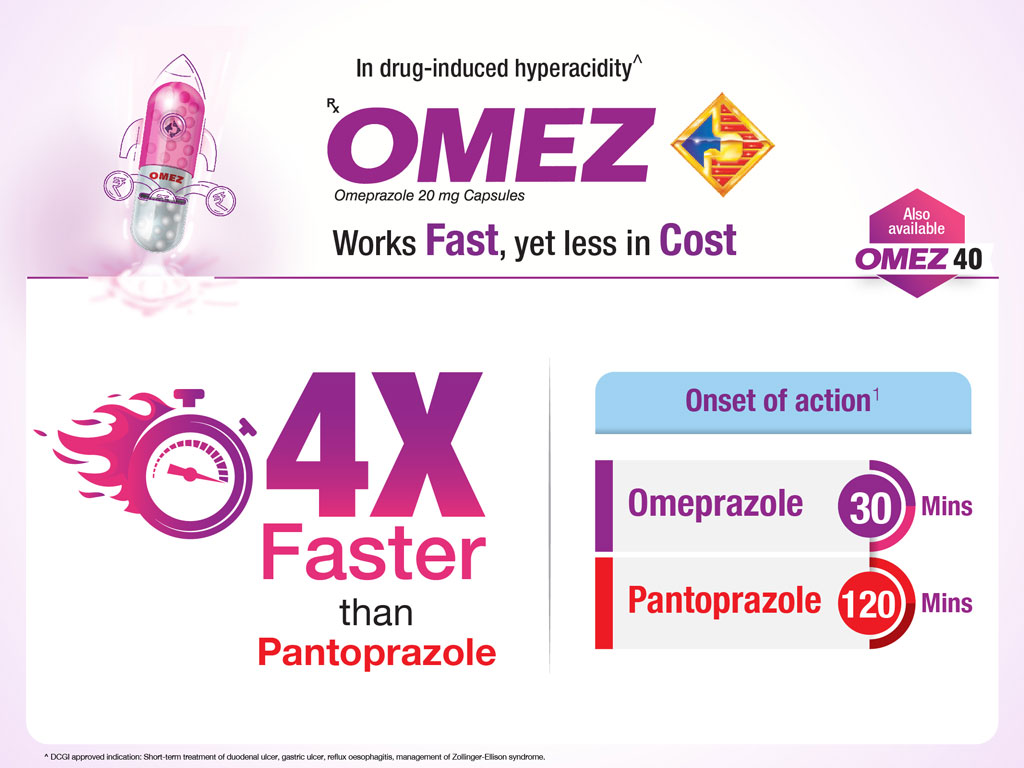 In drug-induced hyperacidity^
Rx
OMEZ
Omeprazole 20 mg Capsules
Works Fast, yet less in Cost
OMEZ
₹
₹
Also
available
OMEZ 40
4X
Faster
than
Pantoprazole
Onset of action¹
Omeprazole 30 Mins
Pantoprazole 120 Mins
^ DCGI approved indication: Short-term treatment of duodenal ulcer, gastric ulcer, reflux oesophagitis, management of Zollinger-Ellison syndrome.